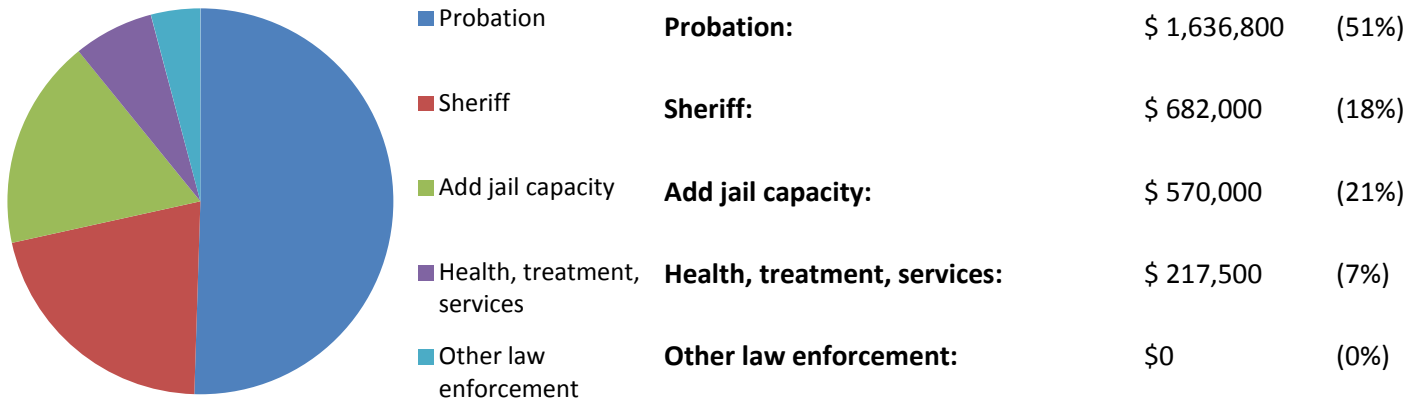 Probation
Probation: $ 1,636,800 (51%)
Sheriff
Sheriff: $ 682,000 (18%)
Add jail capacity
Add jail capacity: $ 570,000 (21%)
Health, treatment,
services
Health, treatment, services: $ 217,500 (7%)
Other law
enforcement
Other law enforcement: $0 (0%)